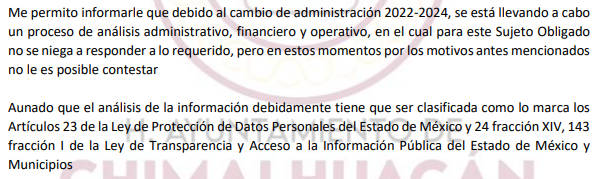 Me permito informarle que debido al cambio de administración 2022-2024, se está llevando a cabo
un proceso de análisis administrativo, financiero y operativo, en el cual para este Sujeto Obligado
no se niega a responder a lo requerido, pero en estos momentos por los motivos antes mencionados
no le es posible contestar
Aunado que el análisis de la información debidamente tiene que ser clasificada como lo marca los
Artículos 23 de la Ley de Protección de Datos Personales del Estado de México y 24 fracción XIV, 143
fracción I de la Ley de Transparencia y Acceso a la Información Pública del Estado de México y
Municipios
H. AYUNTAMIENTO DE
CHIMALHUACÁN